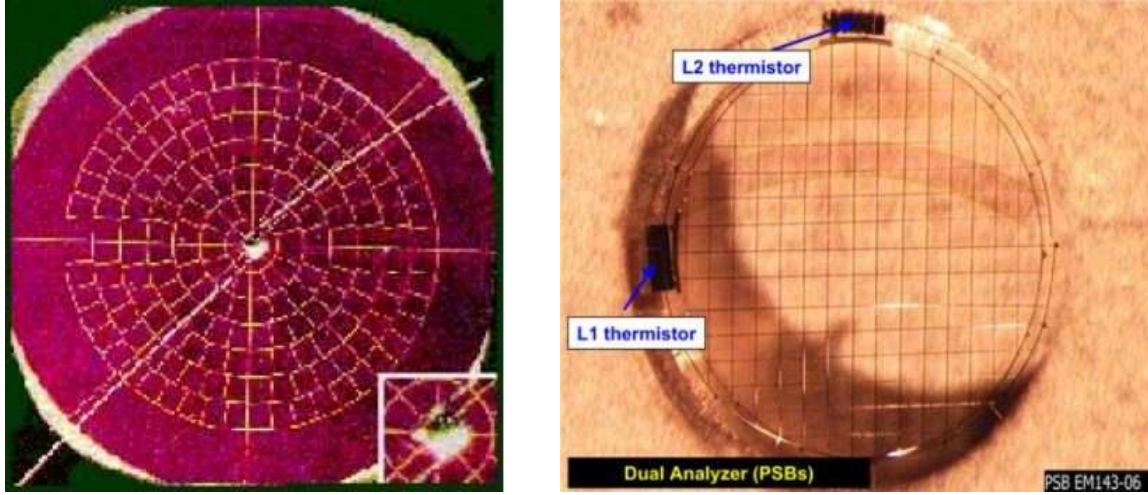 L2 thermistor
L1 thermistor
Dual Analyzer (PSBs)
PSB EM143-06